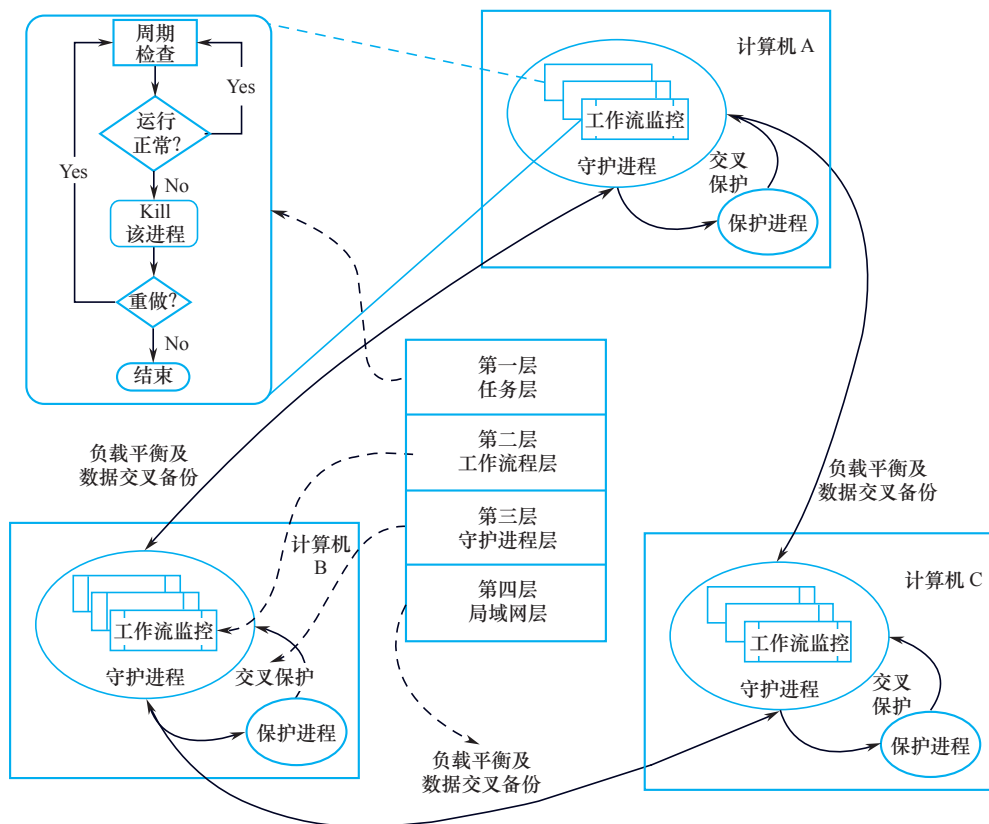 周期
检查
Yes
运行
正常?
Yes
No
Kill
该进程
重做?
No
结束
计算机 A
工作流监控
守护进程
交叉
保护
保护进程
第一层
任务层
第二层
工作流程层
第三层
守护进程层
第四层
局域网层
负载平衡及
数据交叉备份
负载平衡及
数据交叉备份
计算机
B
工作流监控
守护进程
交叉保护
保护进程
负载平衡及
数据交叉备份
计算机 C
工作流监控
守护进程
交叉
保护
保护进程